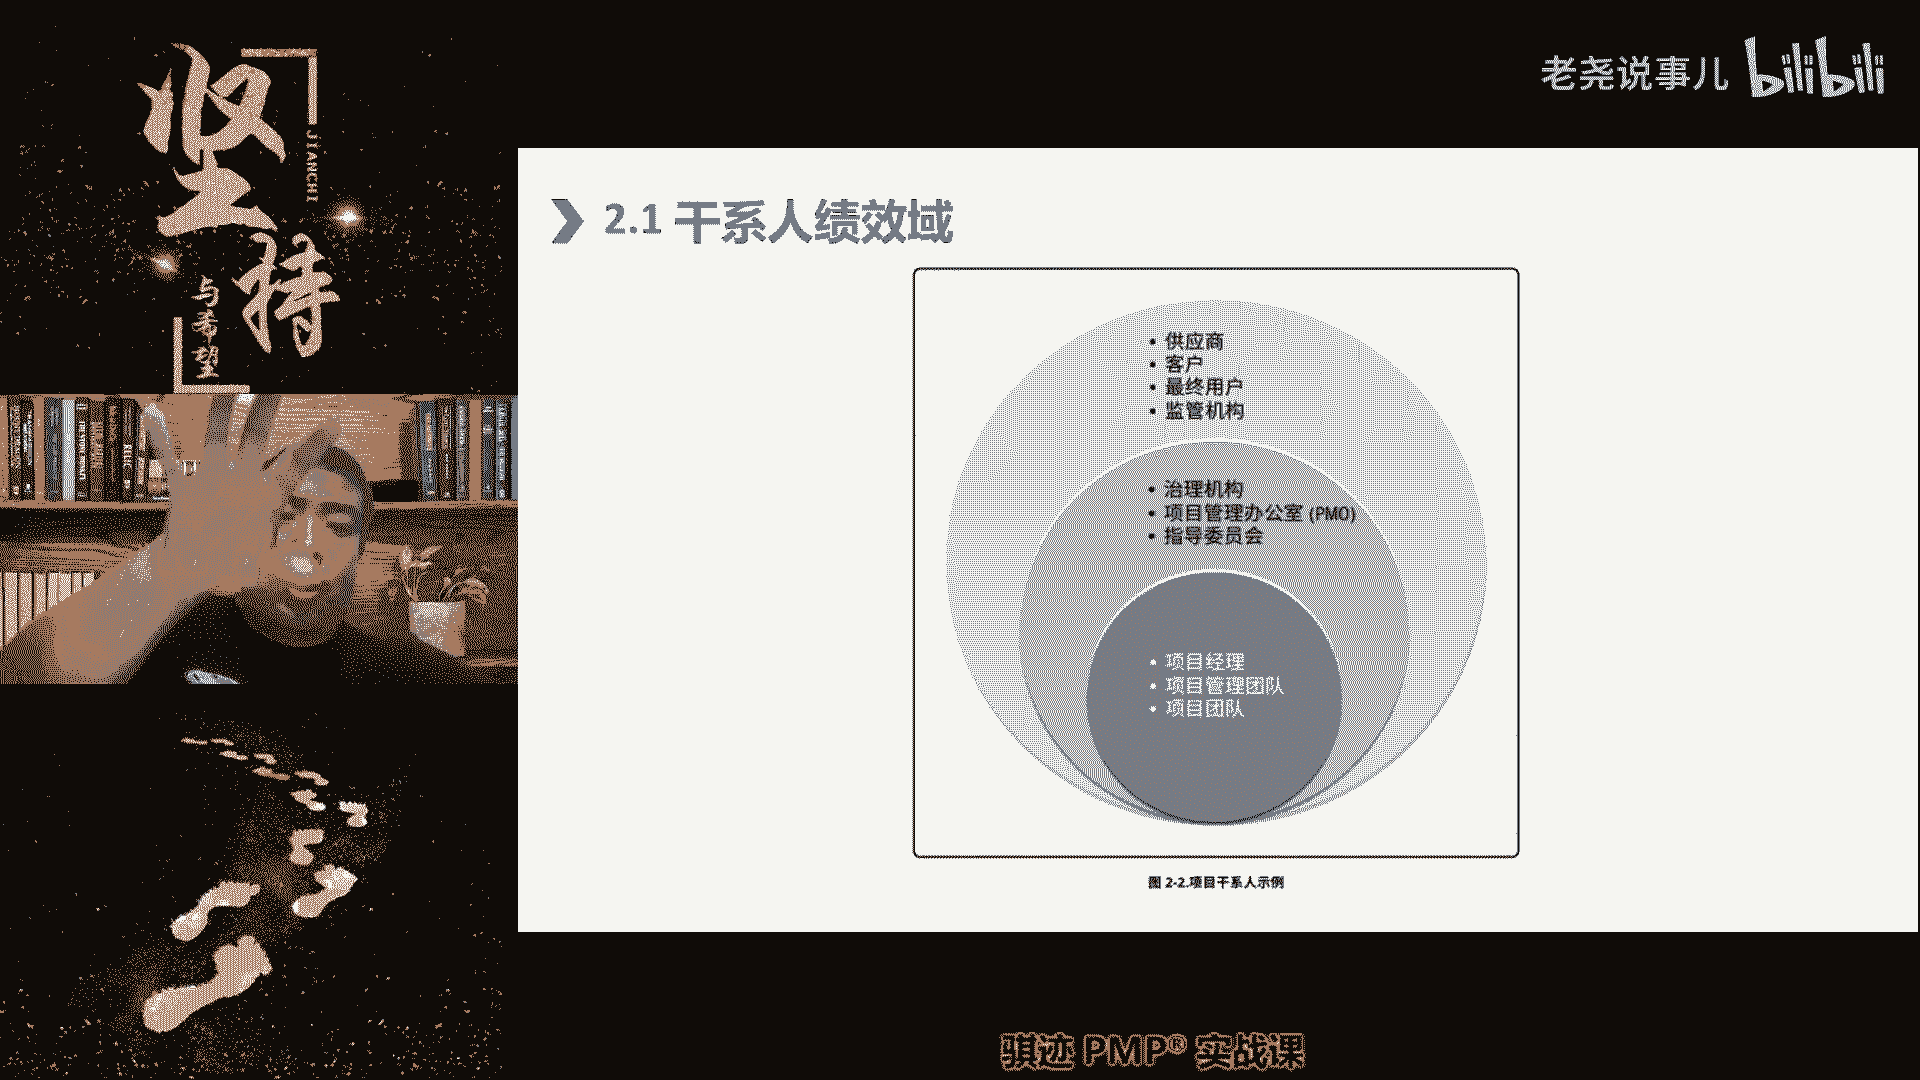 坚持
JIANCHI
与希望
老尧说事儿 bilibili
2.1 干系人绩效域
• 供应商
• 客户
• 最终用户
• 监管机构
• 治理机构
• 项目管理办公室 (PMO)
• 指导委员会
• 项目经理
• 项目管理团队
• 项目团队
图 2-2.项目干系人示例
骐迹 PMP® 实战课